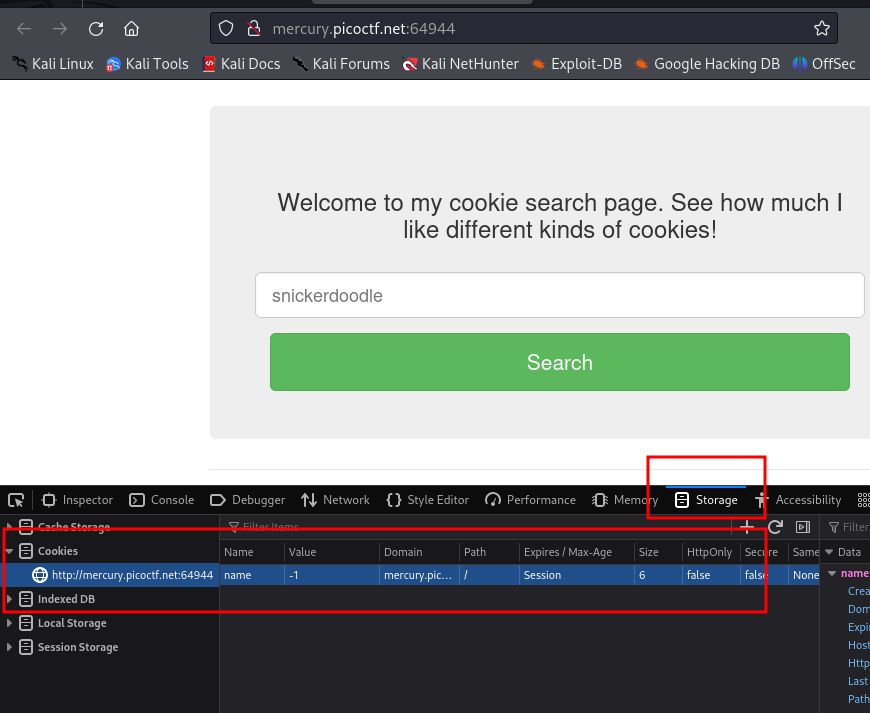 mercury.picoctf.net:64944
Kali Linux Kali Tools Kali Docs Kali Forums Kali NetHunter Exploit-DB Google Hacking DB OffSec
Welcome to my cookie search page. See how much I
like different kinds of cookies!
snickerdoodle
Search
Inspector Console Debugger Network Style Editor Performance Memory Storage Accessibility
Cache Storage Filter Items Filter
Cookies Name Value Domain Path Expires / Max-Age Size HttpOnly Secure Same Data
http://mercury.picoctf.net:64944 name -1 mercury.pic... / Session 6 false false None name
Indexed DB Crea
Dom
Local Storage Expi
Host
Session Storage Http
Last
Path